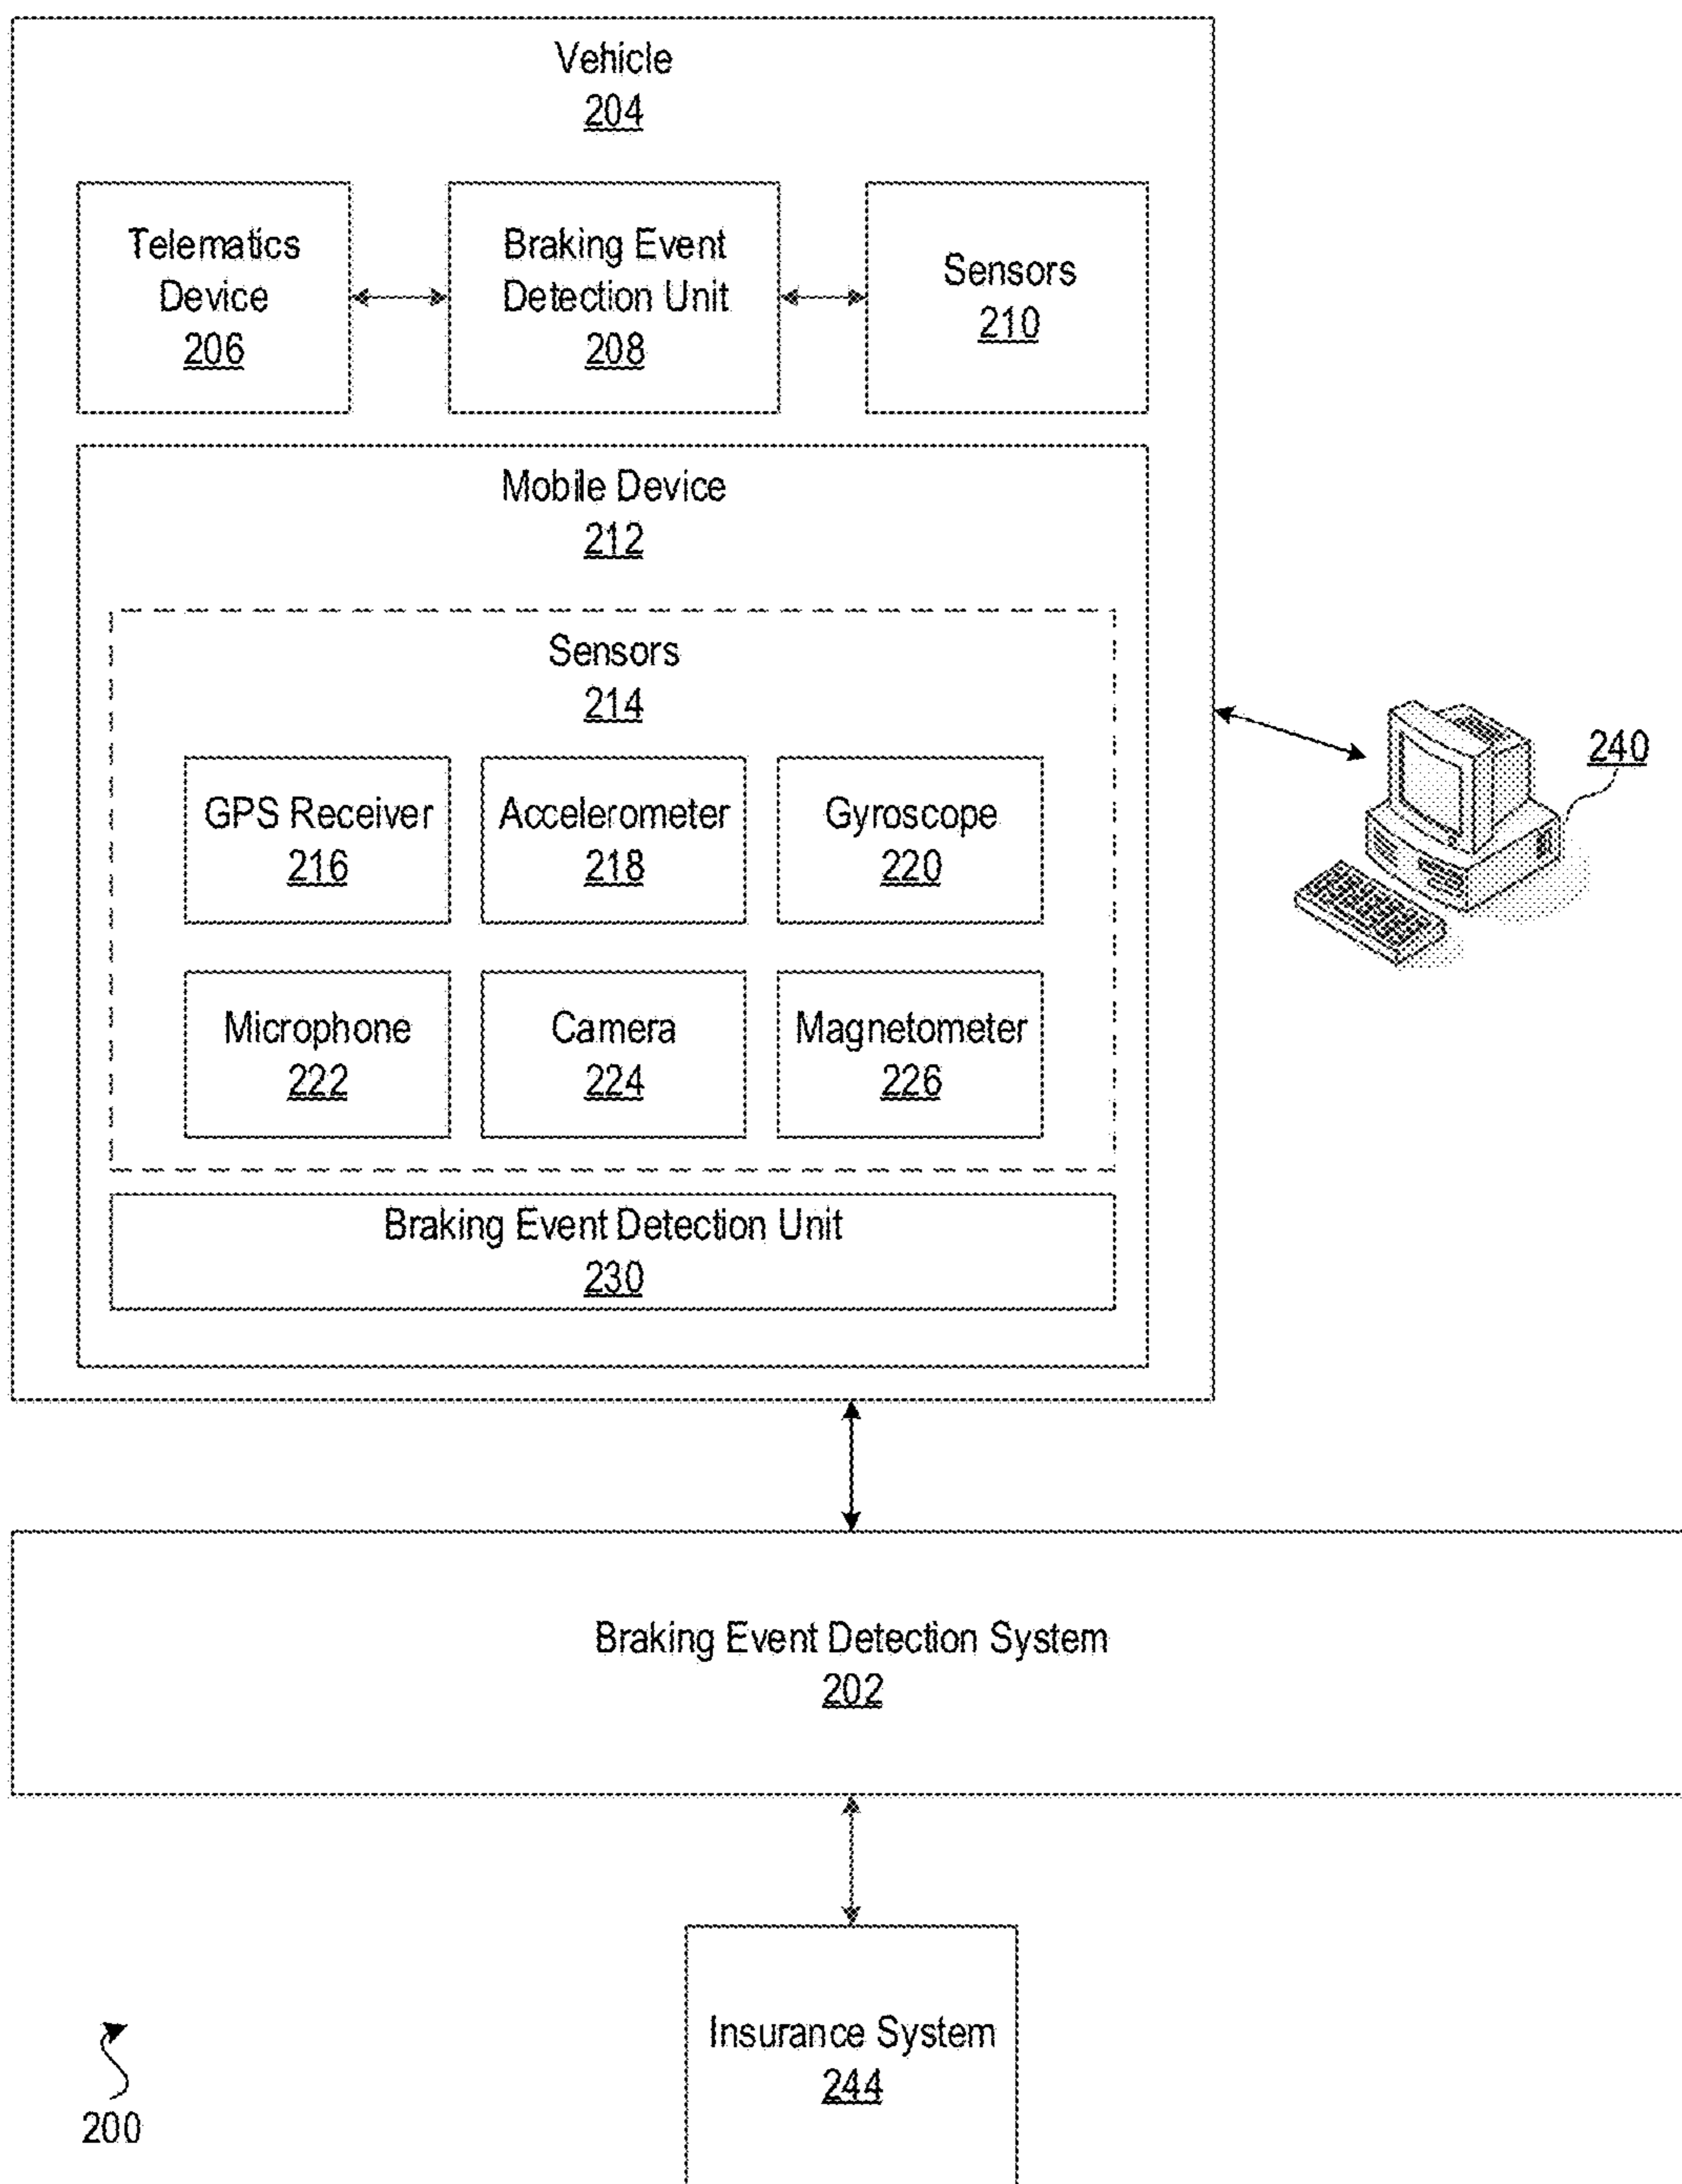 Vehicle
204
Telematics
Device
206
Braking Event
Detection Unit
208
Sensors
210
Mobile Device
212
Sensors
214
GPS Receiver
216
Accelerometer
218
Gyroscope
220
Microphone
222
Camera
224
Magnetometer
226
Braking Event Detection Unit
230
240
Braking Event Detection System
202
Insurance System
244
200